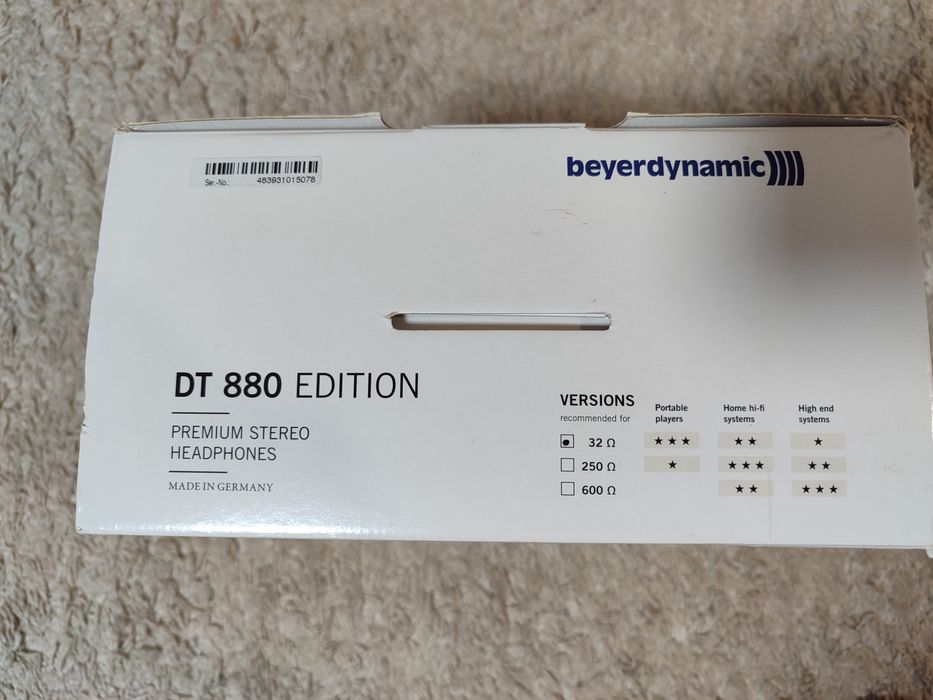 Ser.-No.: 463931015078
beyerdynamic
DT 880 EDITION
PREMIUM STEREO
HEADPHONES
MADE IN GERMANY
VERSIONS
recommended for
Portable players
Home hi-fi systems
High end systems
32 Ω ★★★ ★★ ★
250 Ω ★ ★★★ ★★
600 Ω ★★ ★★★